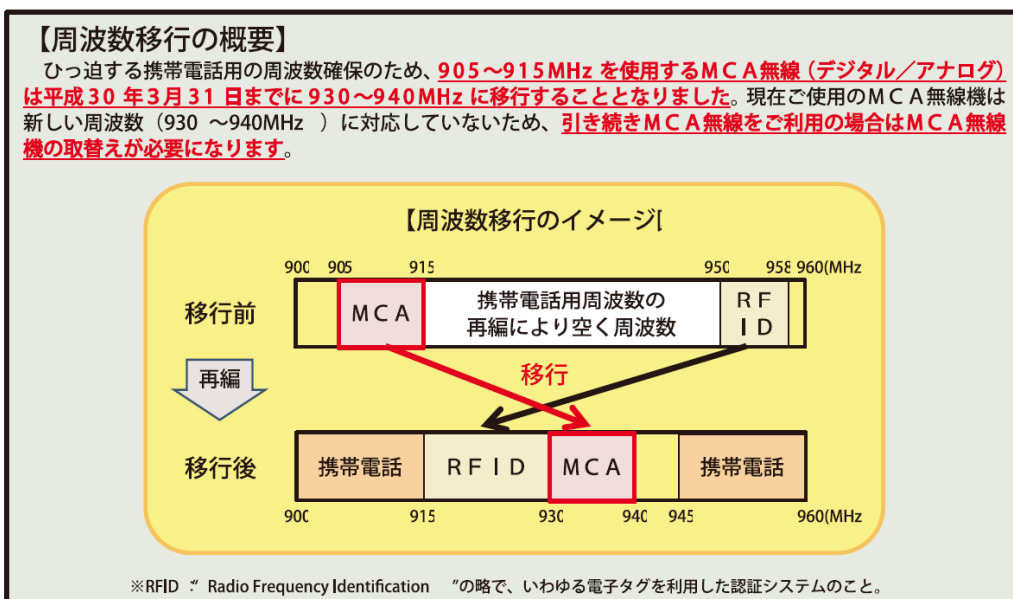 【周波数移行の概要】
ひっ迫する携帯電話用の周波数確保のため、905～915MHz を使用するMCA無線(デジタル／アナログ)
は平成30 年3月31 日までに930～940MHz に移行することとなりました。現在ご使用のMCA無線機は
新しい周波数（930 ～940MHz ）に対応していないため、引き続きMCA無線をご利用の場合はMCA無線
機の取替えが必要になります。
【周波数移行のイメージ[
900 905 915 950 958 960(MHz
移行前
MCA
携帯電話用周波数の
再編により空く周波数
RF
ID
再編
移行
移行後
携帯電話 RFID MCA 携帯電話
900 915 930 940 945 960(MHz
※RFID :“ Radio Frequency Identification ”の略で、いわゆる電子タグを利用した認証システムのこと。